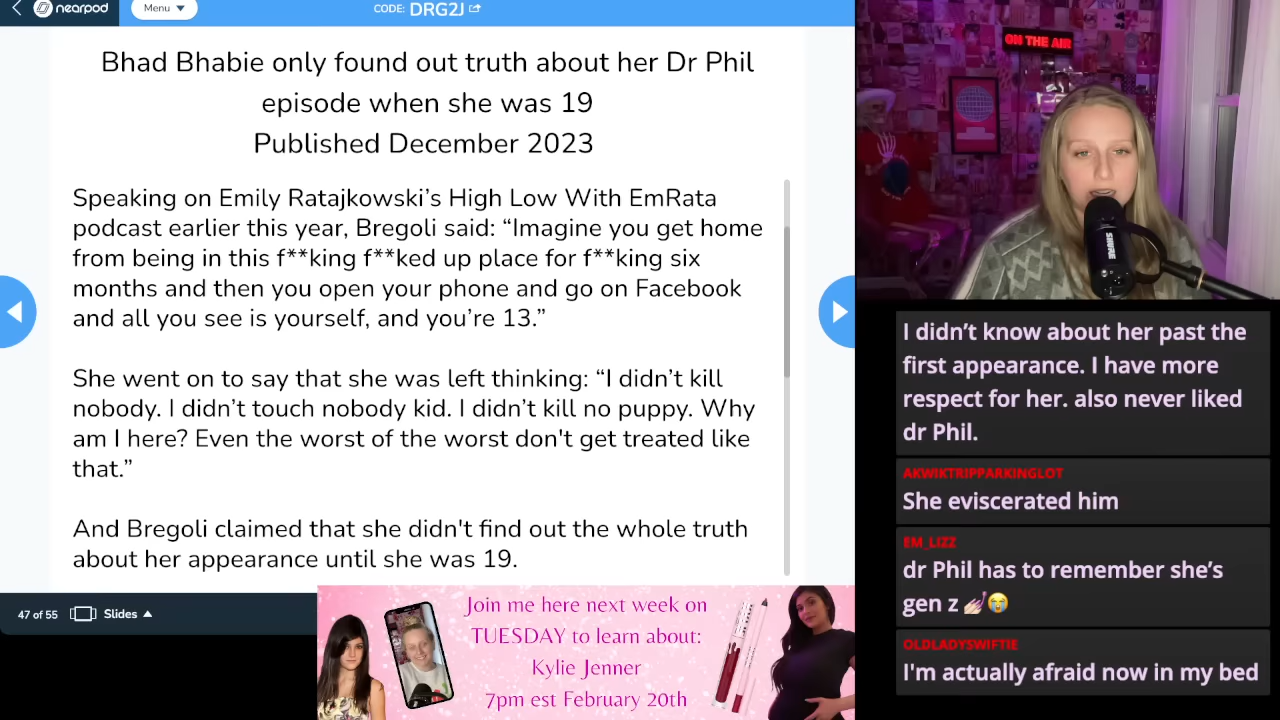 nearpod
Menu
CODE: DRG2J
ON THE AIR
Bhad Bhabie only found out truth about her Dr Phil
episode when she was 19
Published December 2023
Speaking on Emily Ratajkowski’s High Low With EmRata
podcast earlier this year, Bregoli said: “Imagine you get home
from being in this f**king f**ked up place for f**king six
months and then you open your phone and go on Facebook
and all you see is yourself, and you’re 13.”
She went on to say that she was left thinking: “I didn’t kill
nobody. I didn’t touch nobody kid. I didn’t kill no puppy. Why
am I here? Even the worst of the worst don't get treated like
that.”
And Bregoli claimed that she didn't find out the whole truth
about her appearance until she was 19.
47 of 55
Slides
Join me here next week on
TUESDAY to learn about:
Kylie Jenner
7pm est February 20th
SHURE
I didn’t know about her past the
first appearance. I have more
respect for her. also never liked
dr Phil.
AKWIKTRIPPARKINGLOT
She eviscerated him
EM_LIZZ
dr Phil has to remember she’s
gen z 💅🏻😭
OLDLADYSWIFTIE
I'm actually afraid now in my bed